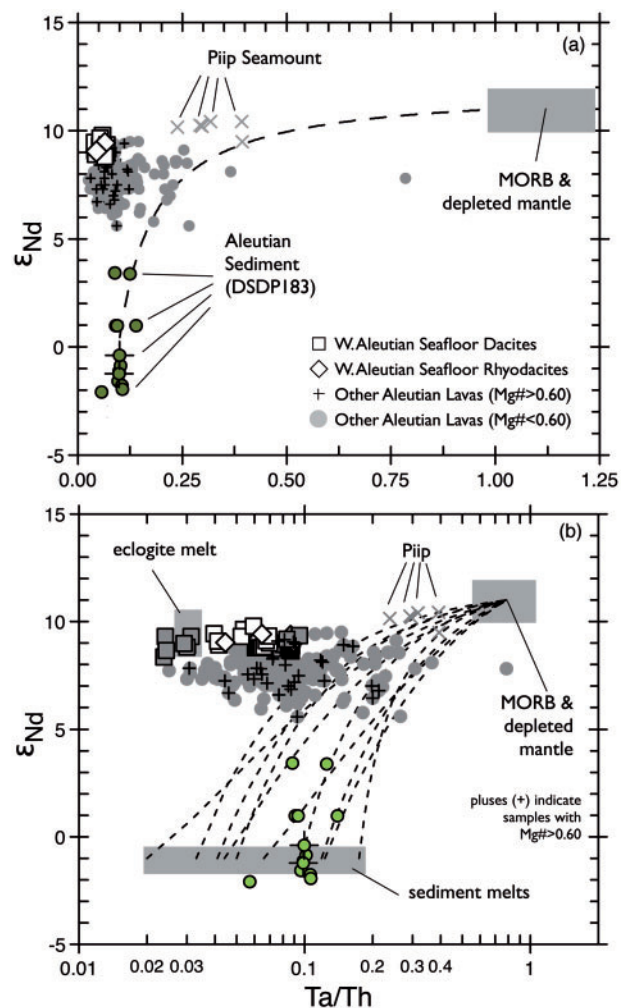 15
(a)
Piip Seamount
10
MORB &
depleted mantle
εNd
5
Aleutian
Sediment
(DSDP183)
W.Aleutian Seafloor Dacites
0
W.Aleutian Seafloor Rhyodacites
Other Aleutian Lavas (Mg#>0.60)
Other Aleutian Lavas (Mg#<0.60)
-5
0.00 0.25 0.50 0.75 1.00 1.25
15
(b)
eclogite melt
Piip
10
εNd
5
MORB &
depleted
mantle
pluses (+) indicate
samples with
Mg#>0.60
0
sediment melts
-5
0.01 0.02 0.03 0.1 0.2 0.3 0.4 1
Ta/Th